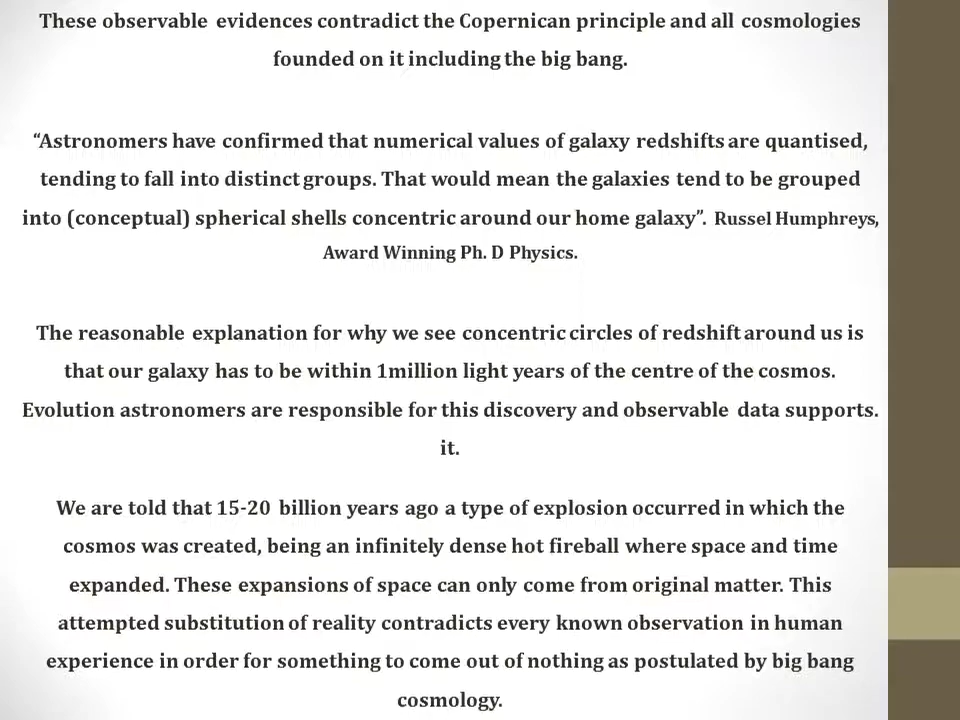 These observable evidences contradict the Copernican principle and all cosmologies
founded on it including the big bang.
“Astronomers have confirmed that numerical values of galaxy redshifts are quantised,
tending to fall into distinct groups. That would mean the galaxies tend to be grouped
into (conceptual) spherical shells concentric around our home galaxy”. Russel Humphreys,
Award Winning Ph. D Physics.
The reasonable explanation for why we see concentric circles of redshift around us is
that our galaxy has to be within 1million light years of the centre of the cosmos.
Evolution astronomers are responsible for this discovery and observable data supports.
it.
We are told that 15-20 billion years ago a type of explosion occurred in which the
cosmos was created, being an infinitely dense hot fireball where space and time
expanded. These expansions of space can only come from original matter. This
attempted substitution of reality contradicts every known observation in human
experience in order for something to come out of nothing as postulated by big bang
cosmology.